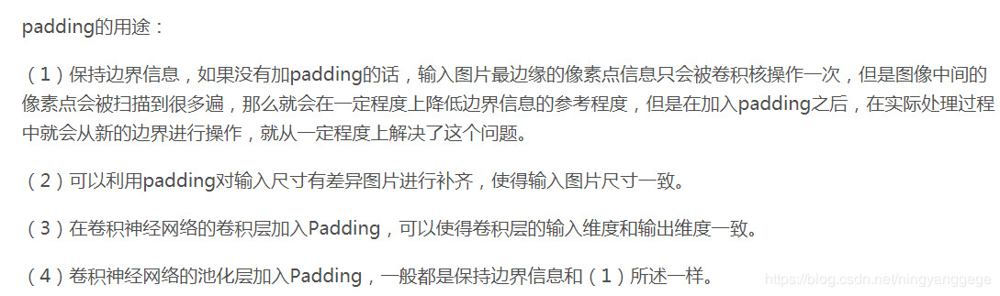 padding的用途：
（1）保持边界信息，如果没有加padding的话，输入图片最边缘的像素点信息只会被卷积核操作一次，但是图像中间的
像素点会被扫描到很多遍，那么就会在一定程度上降低边界信息的参考程度，但是在加入padding之后，在实际处理过程
中就会从新的边界进行操作，就从一定程度上解决了这个问题。
（2）可以利用padding对输入尺寸有差异图片进行补齐，使得输入图片尺寸一致。
（3）在卷积神经网络的卷积层加入Padding，可以使得卷积层的输入维度和输出维度一致。
（4）卷积神经网络的池化层加入Padding，一般都是保持边界信息和（1）所述一样。
https://blog.csdn.net/ningyanggege